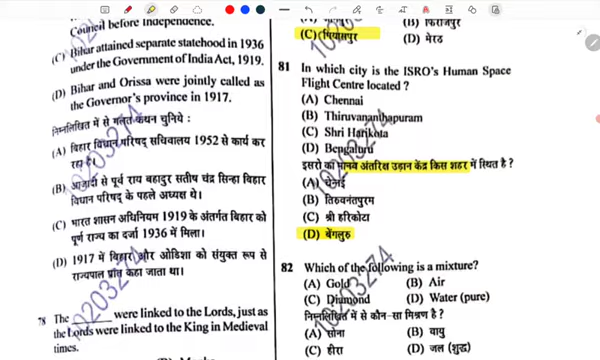 Council before Independence.
(C) Bihar attained separate statehood in 1936
under the Government of India Act, 1919.
(D) Bihar and Orissa were jointly called as
the Governor's province in 1917.
निम्नलिखित में से गलत कथन चुनिये :
(A) बिहार विधान परिषद् सचिवालय 1952 से कार्य कर
रहा है।
(B) आजादी से पूर्व राय बहादुर सतीष चंद्र सिन्हा बिहार
विधान परिषद के पहले अध्यक्ष थे।
(C) भारत शासन अधिनियम 1919 के अंतर्गत बिहार को
पूर्ण राज्य का दर्जा 1936 में मिला।
(D) 1917 में बिहार और ओडिशा को संयुक्त रूप से
राज्यपाल प्रांत कहा जाता था।
78 The ______ were linked to the Lords, just as
the Lords were linked to the King in Medieval
times.
(B) फिराजपुर
(C) मियासपुर (D) मेरठ
81 In which city is the ISRO's Human Space
Flight Centre located ?
(A) Chennai
(B) Thiruvananthapuram
(C) Shri Harikota
(D) Bengaluru
इसरो का मानव अंतरिक्ष उड़ान केंद्र किस शहर में स्थित है ?
(A) चेन्नई
(B) तिरुवनंतपुरम
(C) श्री हरिकोटा
(D) बेंगलुरु
82 Which of the following is a mixture?
(A) Gold (B) Air
(C) Diamond (D) Water (pure)
निम्नलिखित में से कौन-सा मिश्रण है ?
(A) सोना (B) वायु
(C) हीरा (D) जल (शुद्ध)
10203274
10203274
10203274
10203274